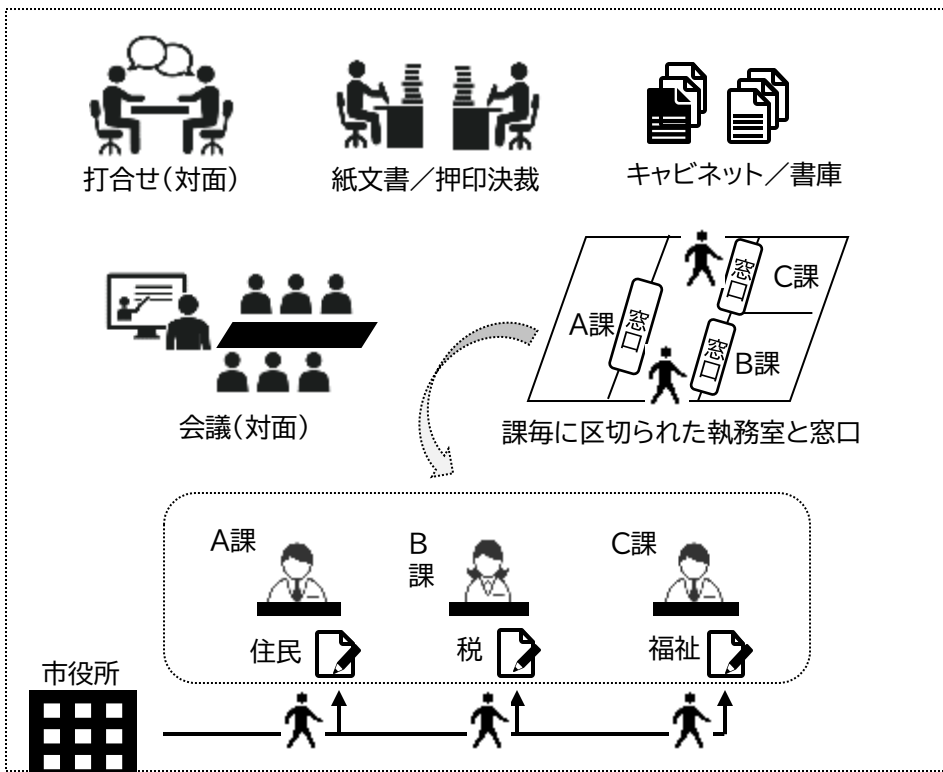 打合せ（対面）
紙文書／押印決裁
キャビネット／書庫
A課
窓口
窓口
C課
窓口
B課
会議（対面）
課毎に区切られた執務室と窓口
A課
B
課
C課
住民
税
福祉
市役所